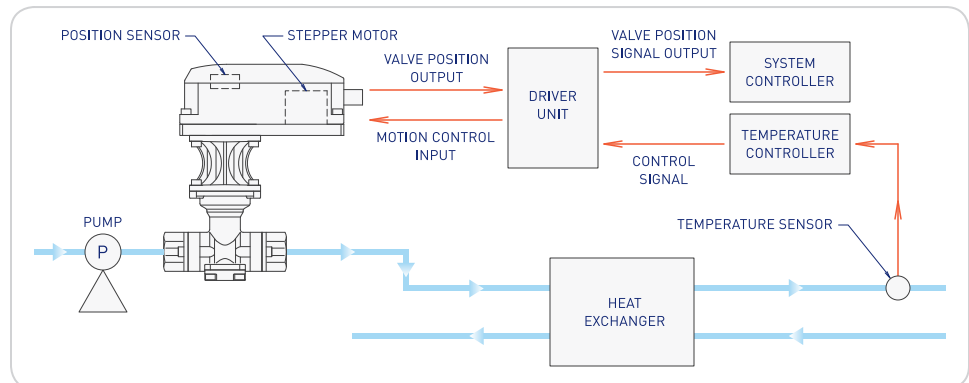 POSITION SENSOR
STEPPER MOTOR
VALVE POSITION
OUTPUT
VALVE POSITION
SIGNAL OUTPUT
SYSTEM
CONTROLLER
DRIVER
UNIT
MOTION CONTROL
INPUT
CONTROL
SIGNAL
TEMPERATURE
CONTROLLER
PUMP
P
TEMPERATURE SENSOR
HEAT
EXCHANGER